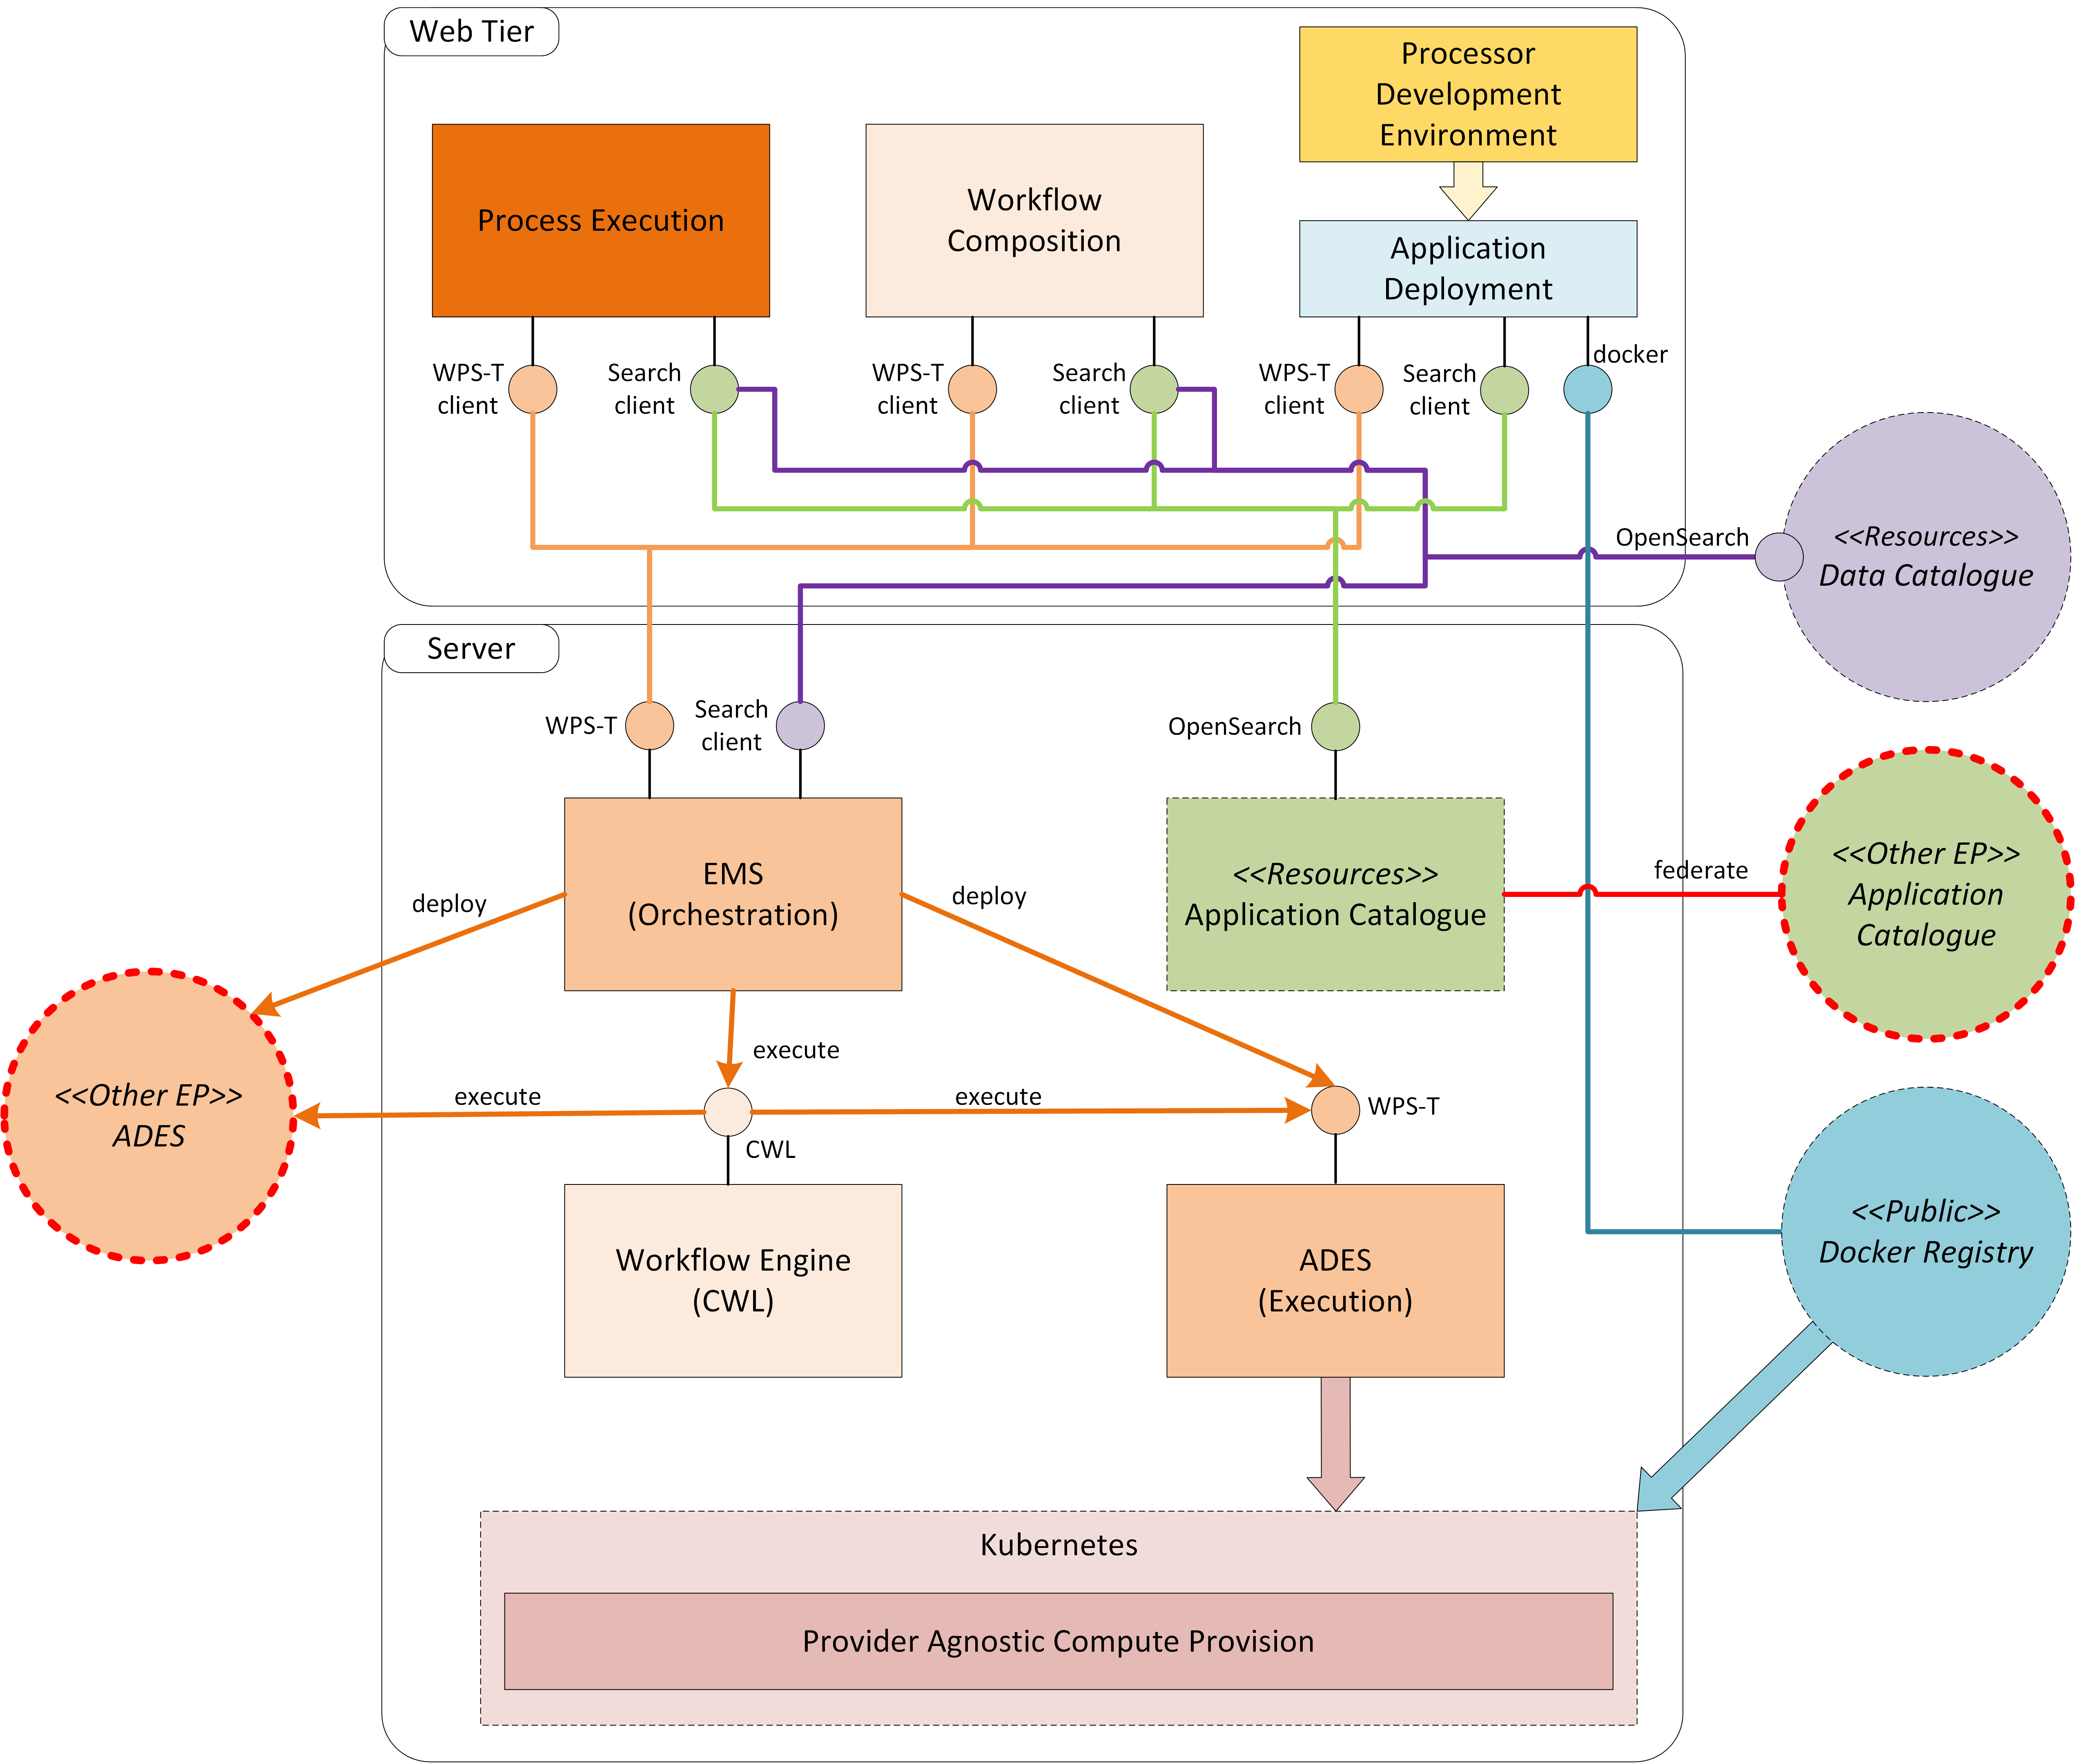 Web Tier
Processor
Development
Environment
Process Execution
Workflow
Composition
Application
Deployment
WPS-T
client
Search
client
WPS-T
client
Search
client
WPS-T
client
Search
client
docker
OpenSearch
<<Resources>>
Data Catalogue
Server
WPS-T
Search
client
OpenSearch
EMS
(Orchestration)
<<Resources>>
Application Catalogue
federate
<<Other EP>>
Application
Catalogue
deploy
deploy
execute
<<Other EP>>
ADES
execute
execute
WPS-T
CWL
Workflow Engine
(CWL)
ADES
(Execution)
<<Public>>
Docker Registry
Kubernetes
Provider Agnostic Compute Provision